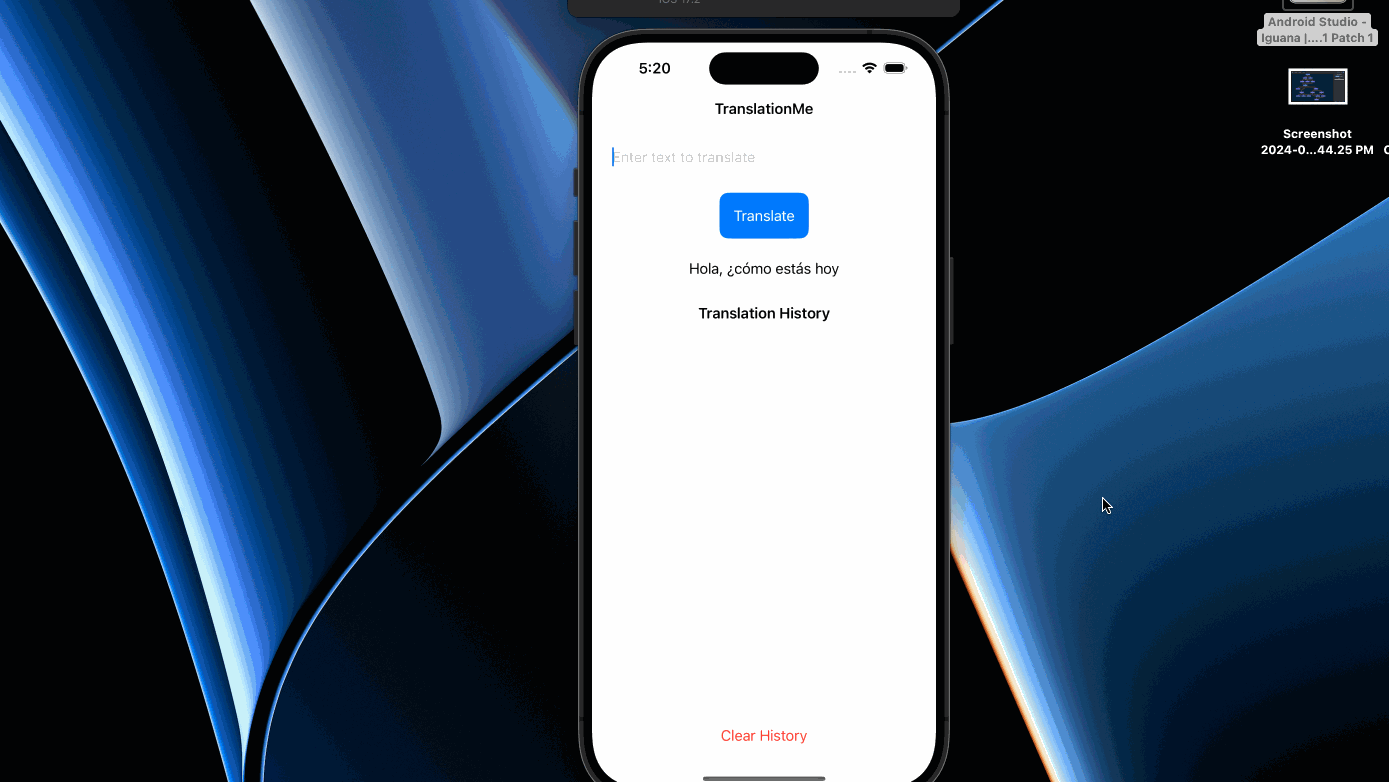 iOS 17.2
Android Studio -
Iguana |....1 Patch 1
5:20
TranslationMe
Enter text to translate
Screenshot
2024-0...44.25 PM
Translate
Hola, ¿cómo estás hoy
Translation History
Clear History